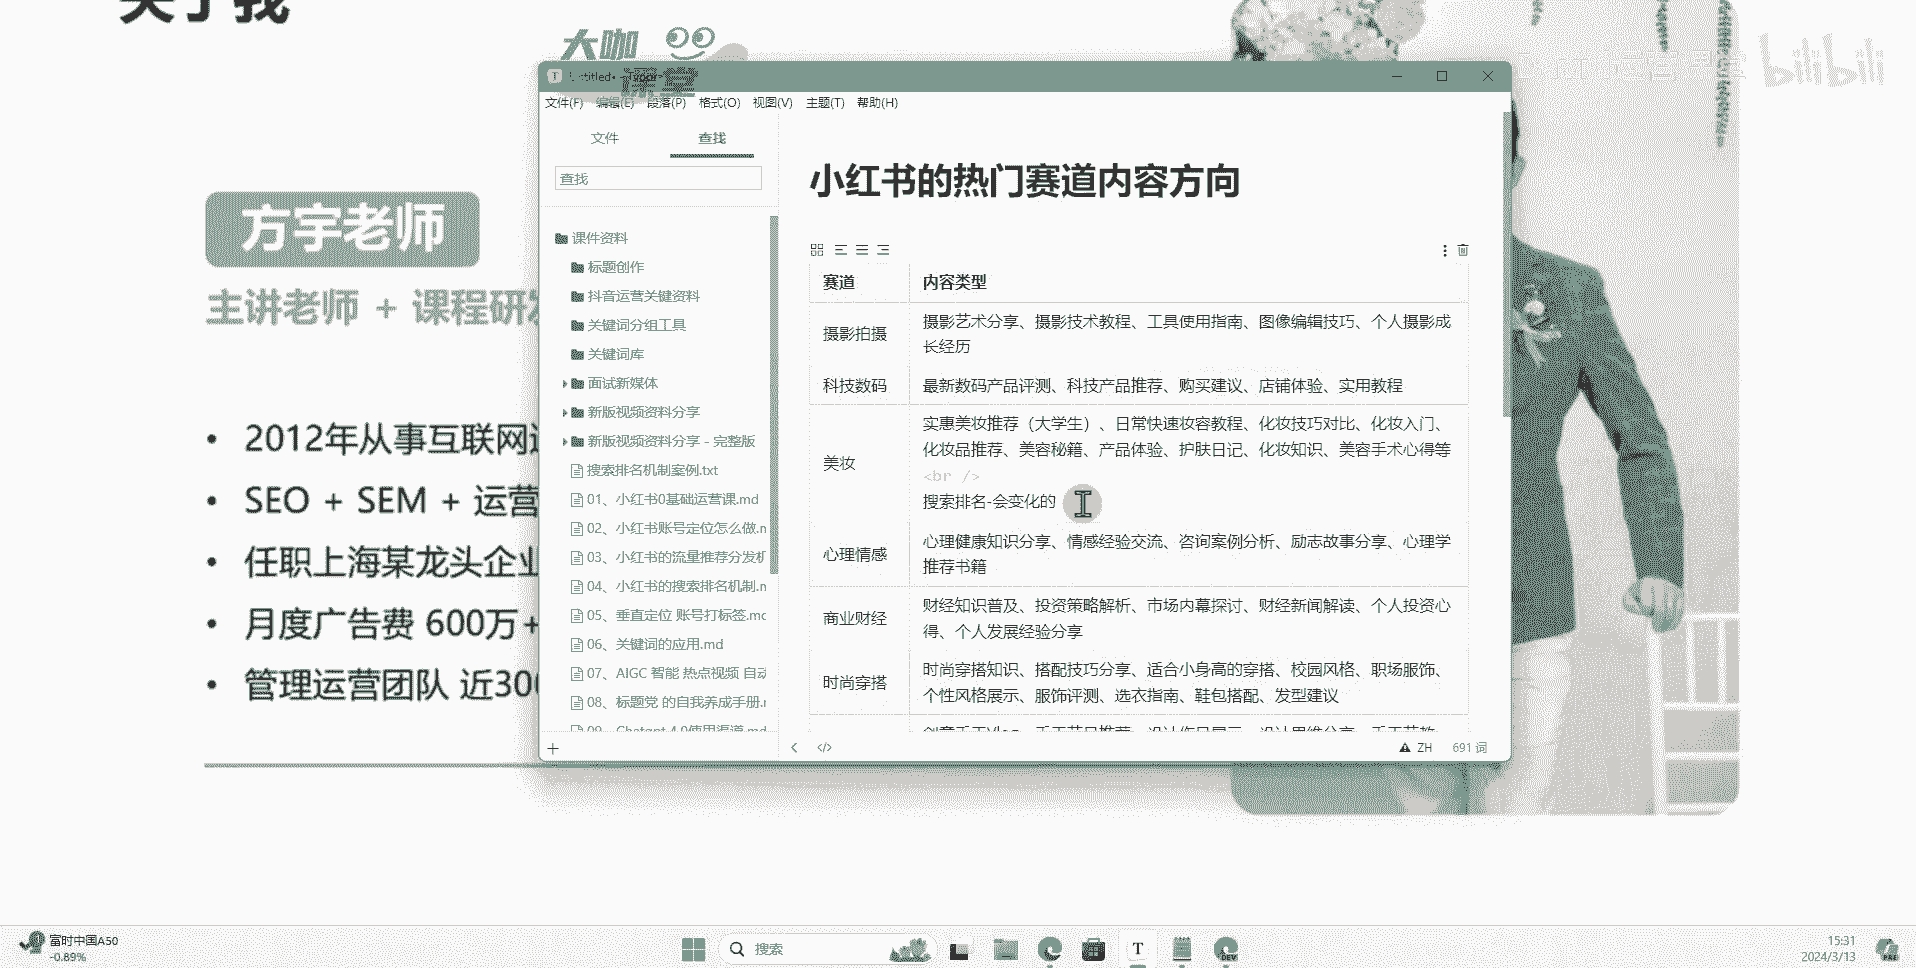 关于我
大咖
课堂
bilibili
方宇老师
主讲老师 + 课程研发
2012年从事互联网运
SEO + SEM + 运营
任职上海某龙头企业
月度广告费 600万+
管理运营团队 近300
Untitled• - Typora
文件(F) 编辑(E) 段落(P) 格式(O) 视图(V) 主题(T) 帮助(H)
文件 查找
查找
课件资料
标题创作
抖音运营关键资料
关键词分组工具
关键词库
面试新媒体
新版视频资料分享
新版视频资料分享 - 完整版
搜索排名机制案例.txt
01、小红书0基础运营课.md
02、小红书账号定位怎么做.m
03、小红书的流量推荐分发机
04、小红书的搜索排名机制.m
05、垂直定位 账号打标签.mc
06、关键词的应用.md
07、AIGC 智能 热点视频 自动
08、标题党 的自我养成手册.m
09、Chatgpt 4.0使用渠道.md
小红书的热门赛道内容方向
赛道 内容类型
摄影拍摄 摄影艺术分享、摄影技术教程、工具使用指南、图像编辑技巧、个人摄影成
长经历
科技数码 最新数码产品评测、科技产品推荐、购买建议、店铺体验、实用教程
美妆 实惠美妆推荐（大学生）、日常快速妆容教程、化妆技巧对比、化妆入门、
化妆品推荐、美容秘籍、产品体验、护肤日记、化妆知识、美容手术心得等
<br />
搜索排名-会变化的
心理情感 心理健康知识分享、情感经验交流、咨询案例分析、励志故事分享、心理学
推荐书籍
商业财经 财经知识普及、投资策略解析、市场内幕探讨、财经新闻解读、个人投资心
得、个人发展经验分享
时尚穿搭 时尚穿搭知识、搭配技巧分享、适合小身高的穿搭、校园风格、职场服饰、
个性风格展示、服饰评测、选衣指南、鞋包搭配、发型建议
</> ZH 691 词
富时中国A50
-0.89%
搜索
DEV
15:31
2024/3/13
PRE